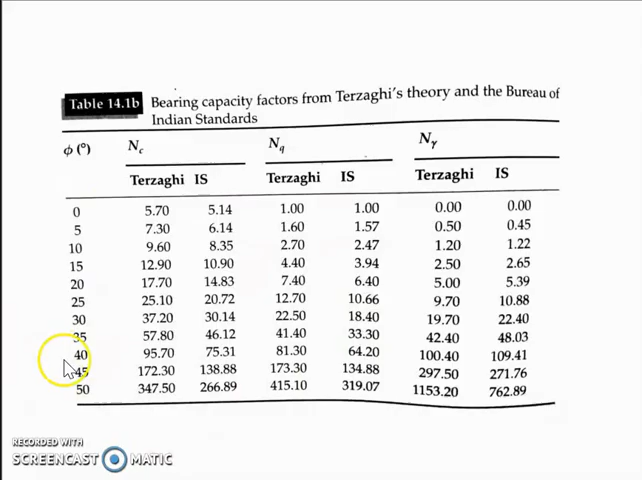 Table 14.1b Bearing capacity factors from Terzaghi's theory and the Bureau of
Indian Standards
ϕ (°) Nc Nq Nγ
Terzaghi IS Terzaghi IS Terzaghi IS
0 5.70 5.14 1.00 1.00 0.00 0.00
5 7.30 6.14 1.60 1.57 0.50 0.45
10 9.60 8.35 2.70 2.47 1.20 1.22
15 12.90 10.90 4.40 3.94 2.50 2.65
20 17.70 14.83 7.40 6.40 5.00 5.39
25 25.10 20.72 12.70 10.66 9.70 10.88
30 37.20 30.14 22.50 18.40 19.70 22.40
35 57.80 46.12 41.40 33.30 42.40 48.03
40 95.70 75.31 81.30 64.20 100.40 109.41
45 172.30 138.88 173.30 134.88 297.50 271.76
50 347.50 266.89 415.10 319.07 1153.20 762.89
RECORDED WITH
SCREENCAST MATIC